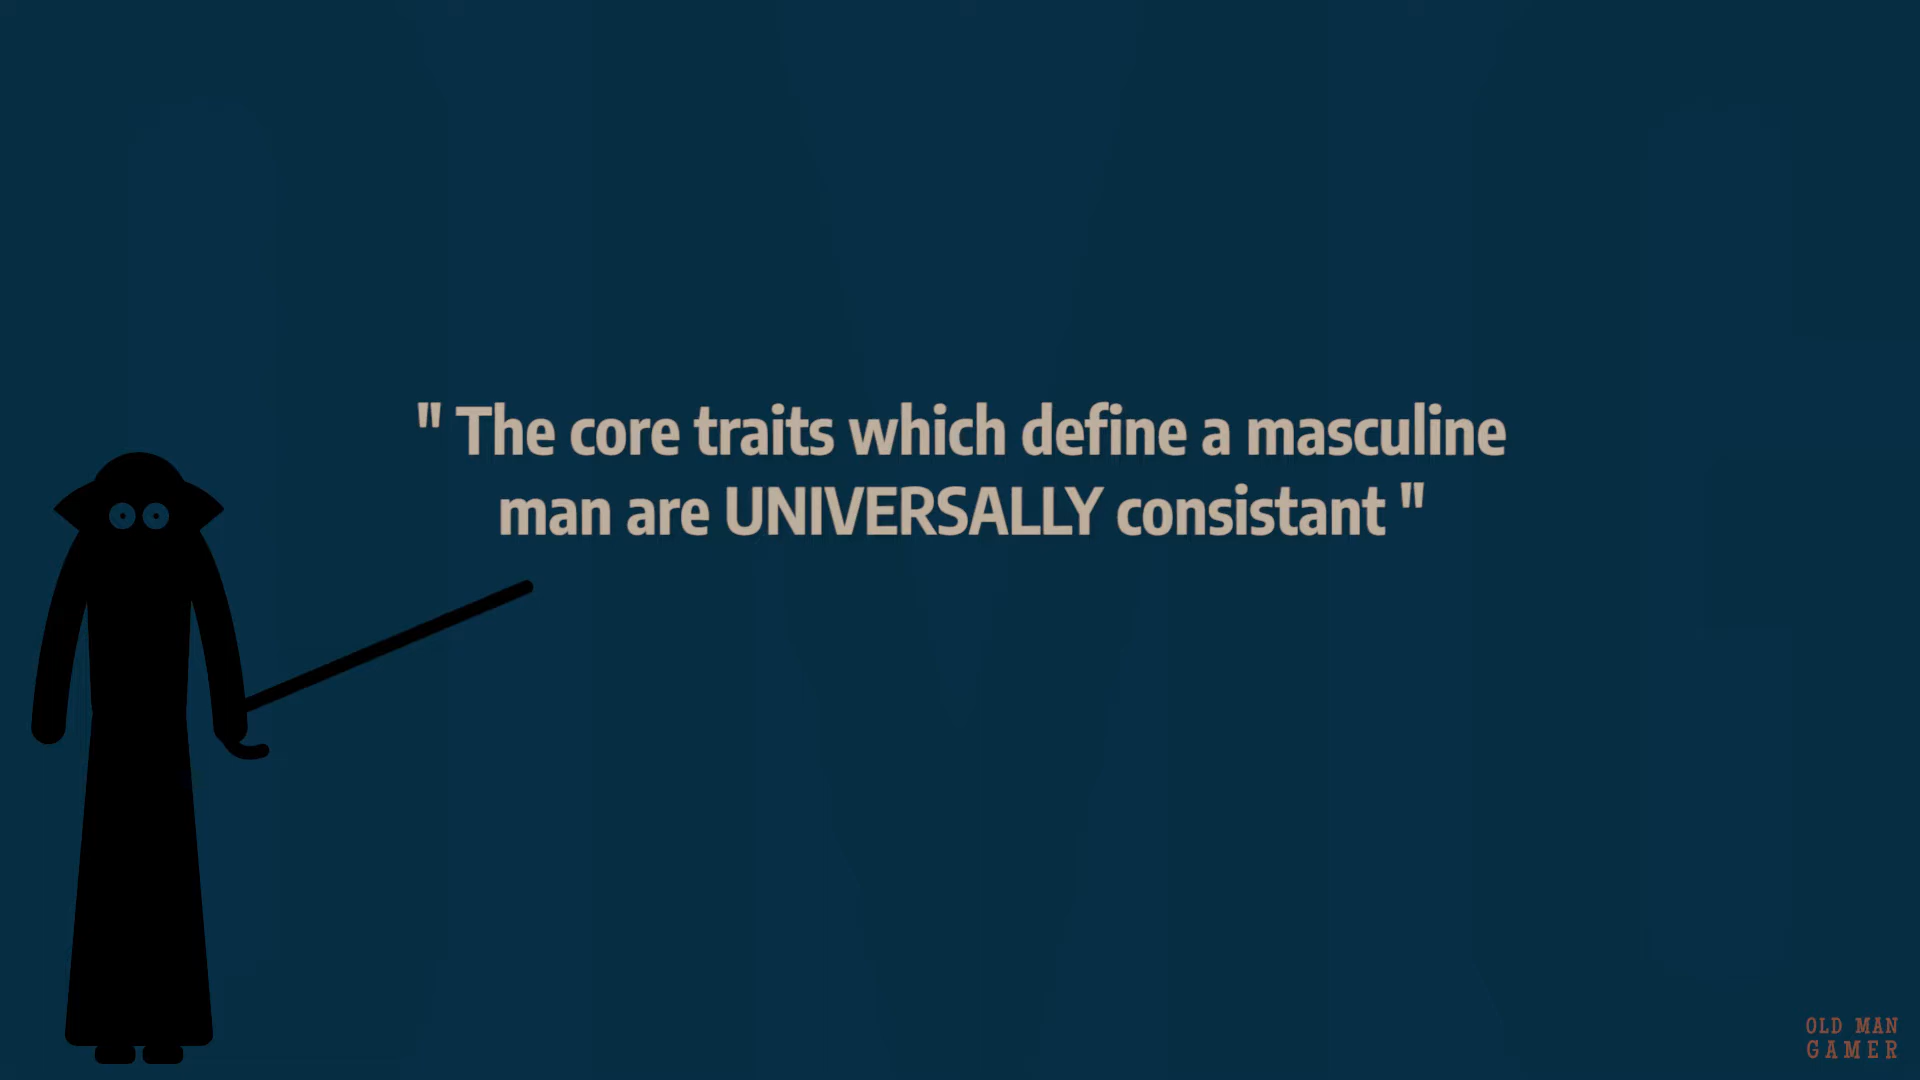 " The core traits which define a masculine
man are UNIVERSALLY consistant "
OLD MAN
GAMER